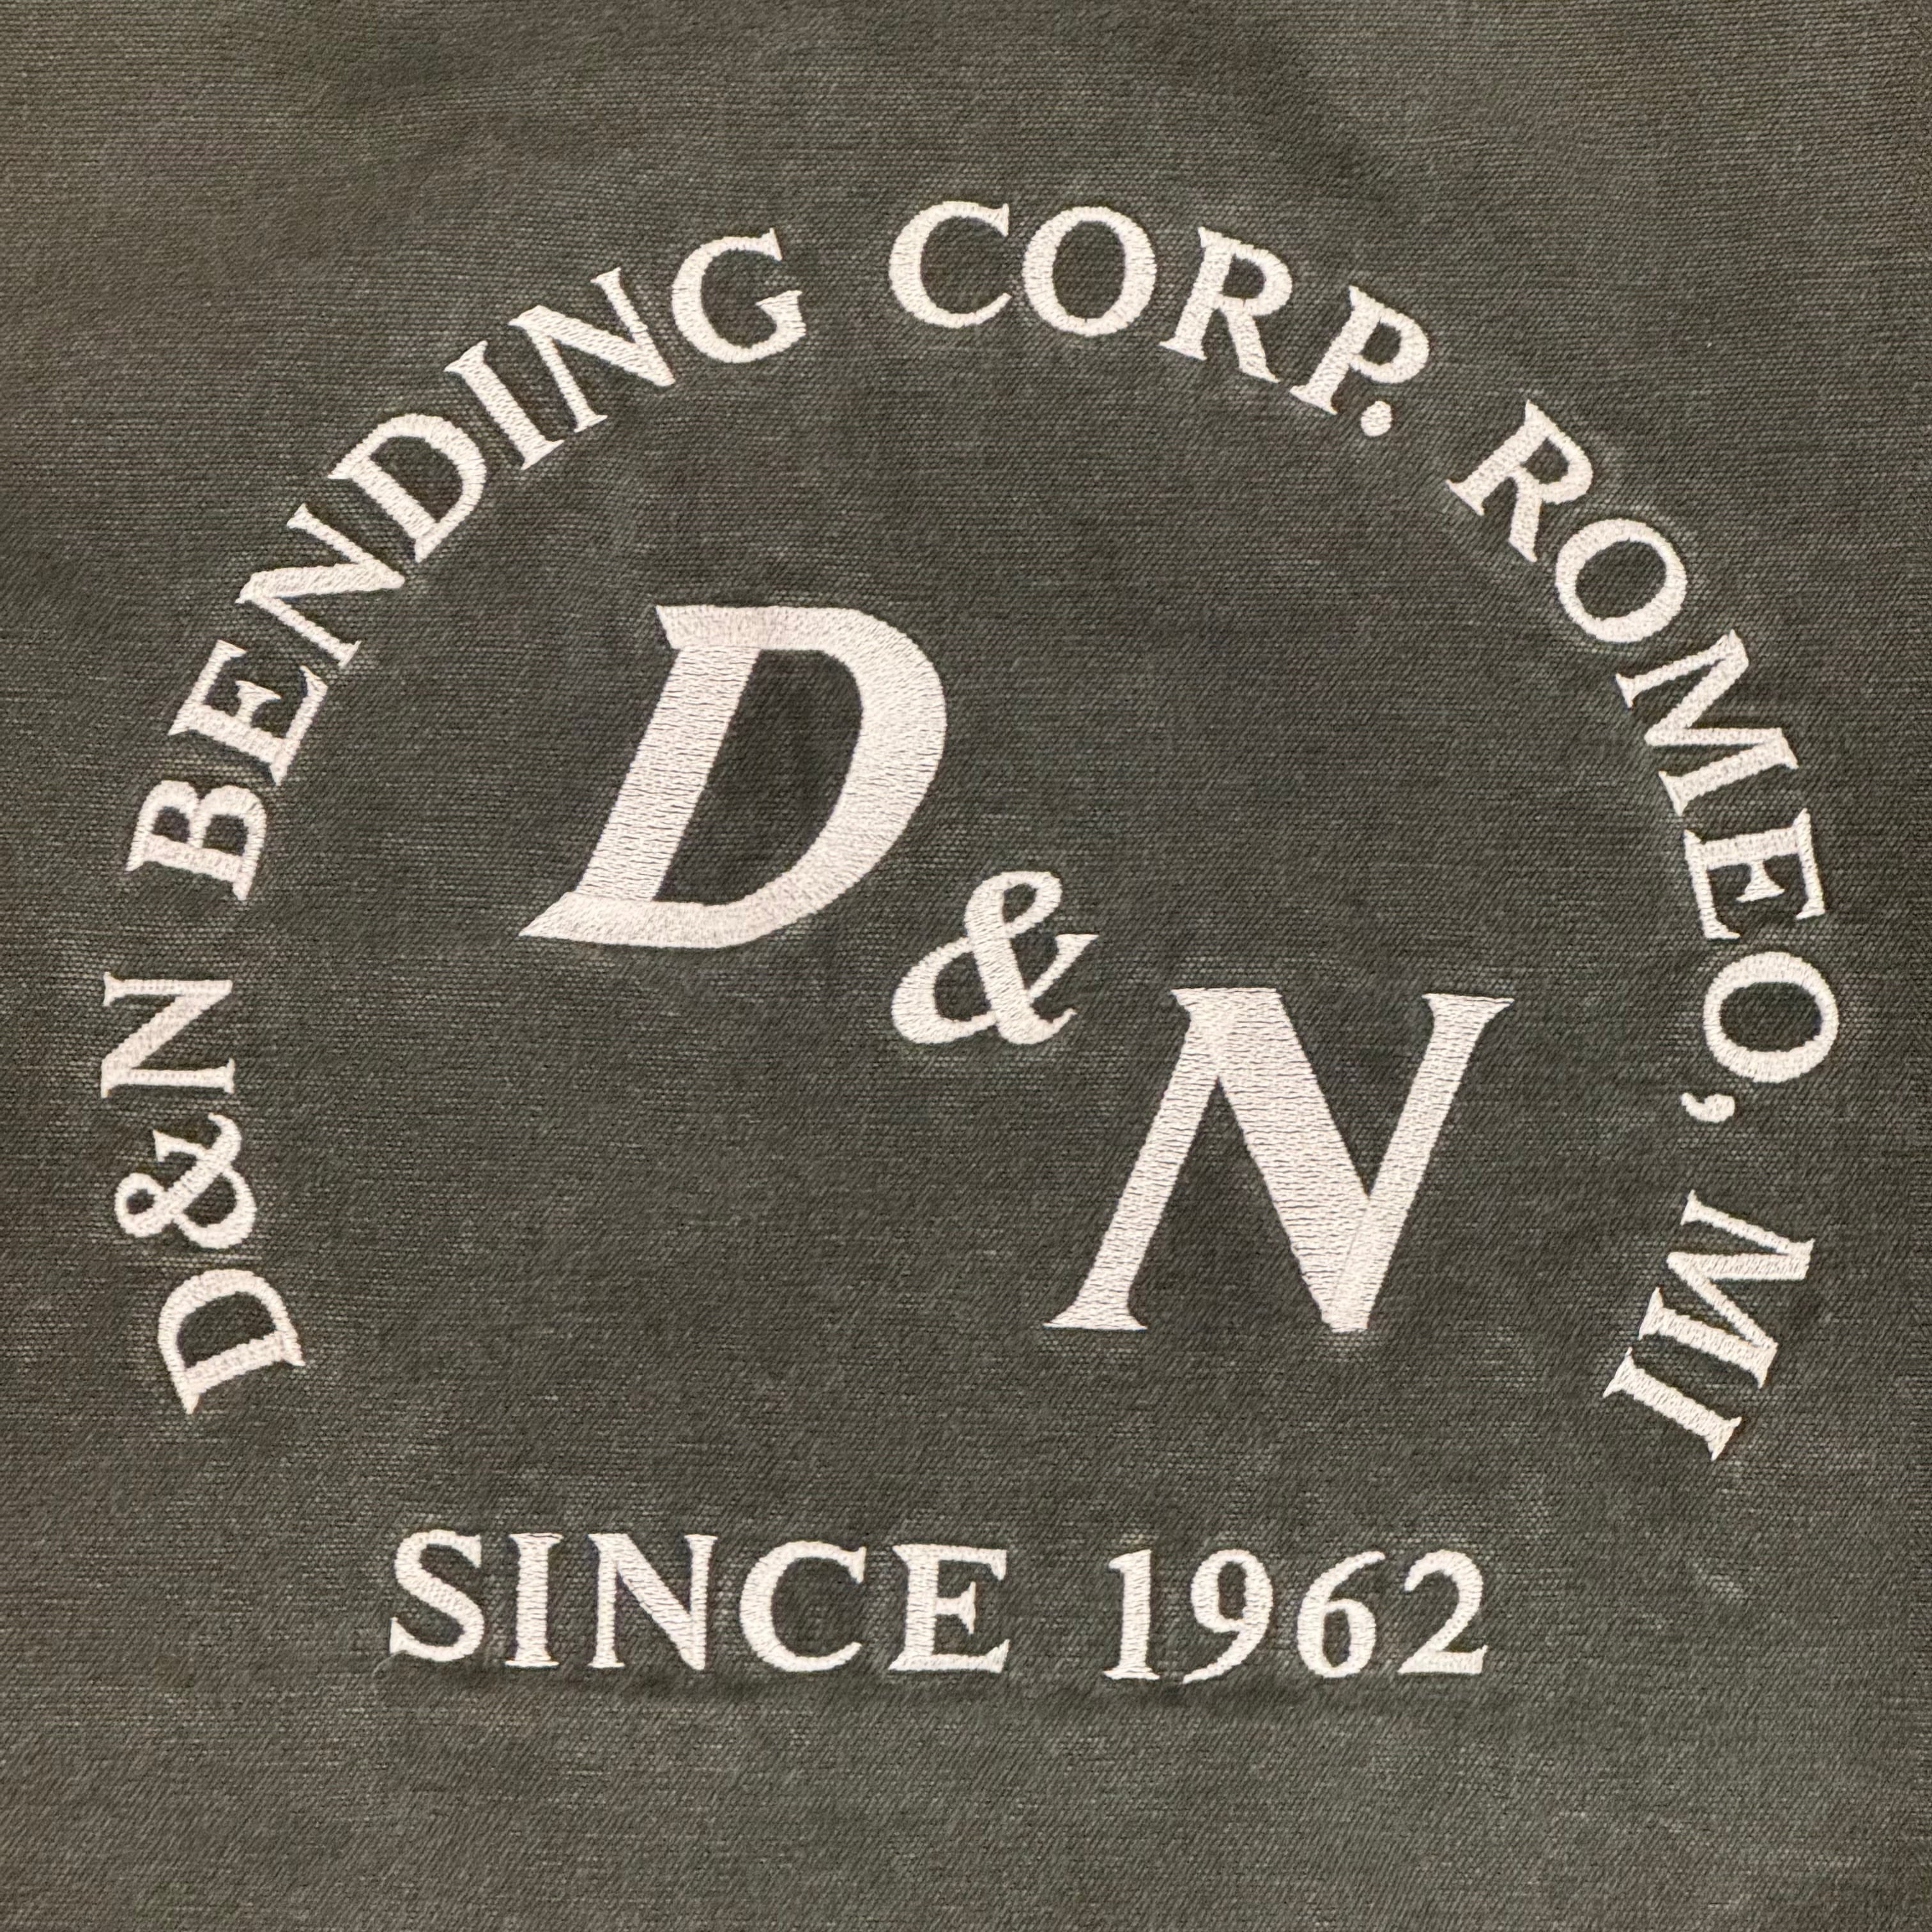 D&N BENDING CORP. ROMEO, MI
D
&
N
SINCE 1962